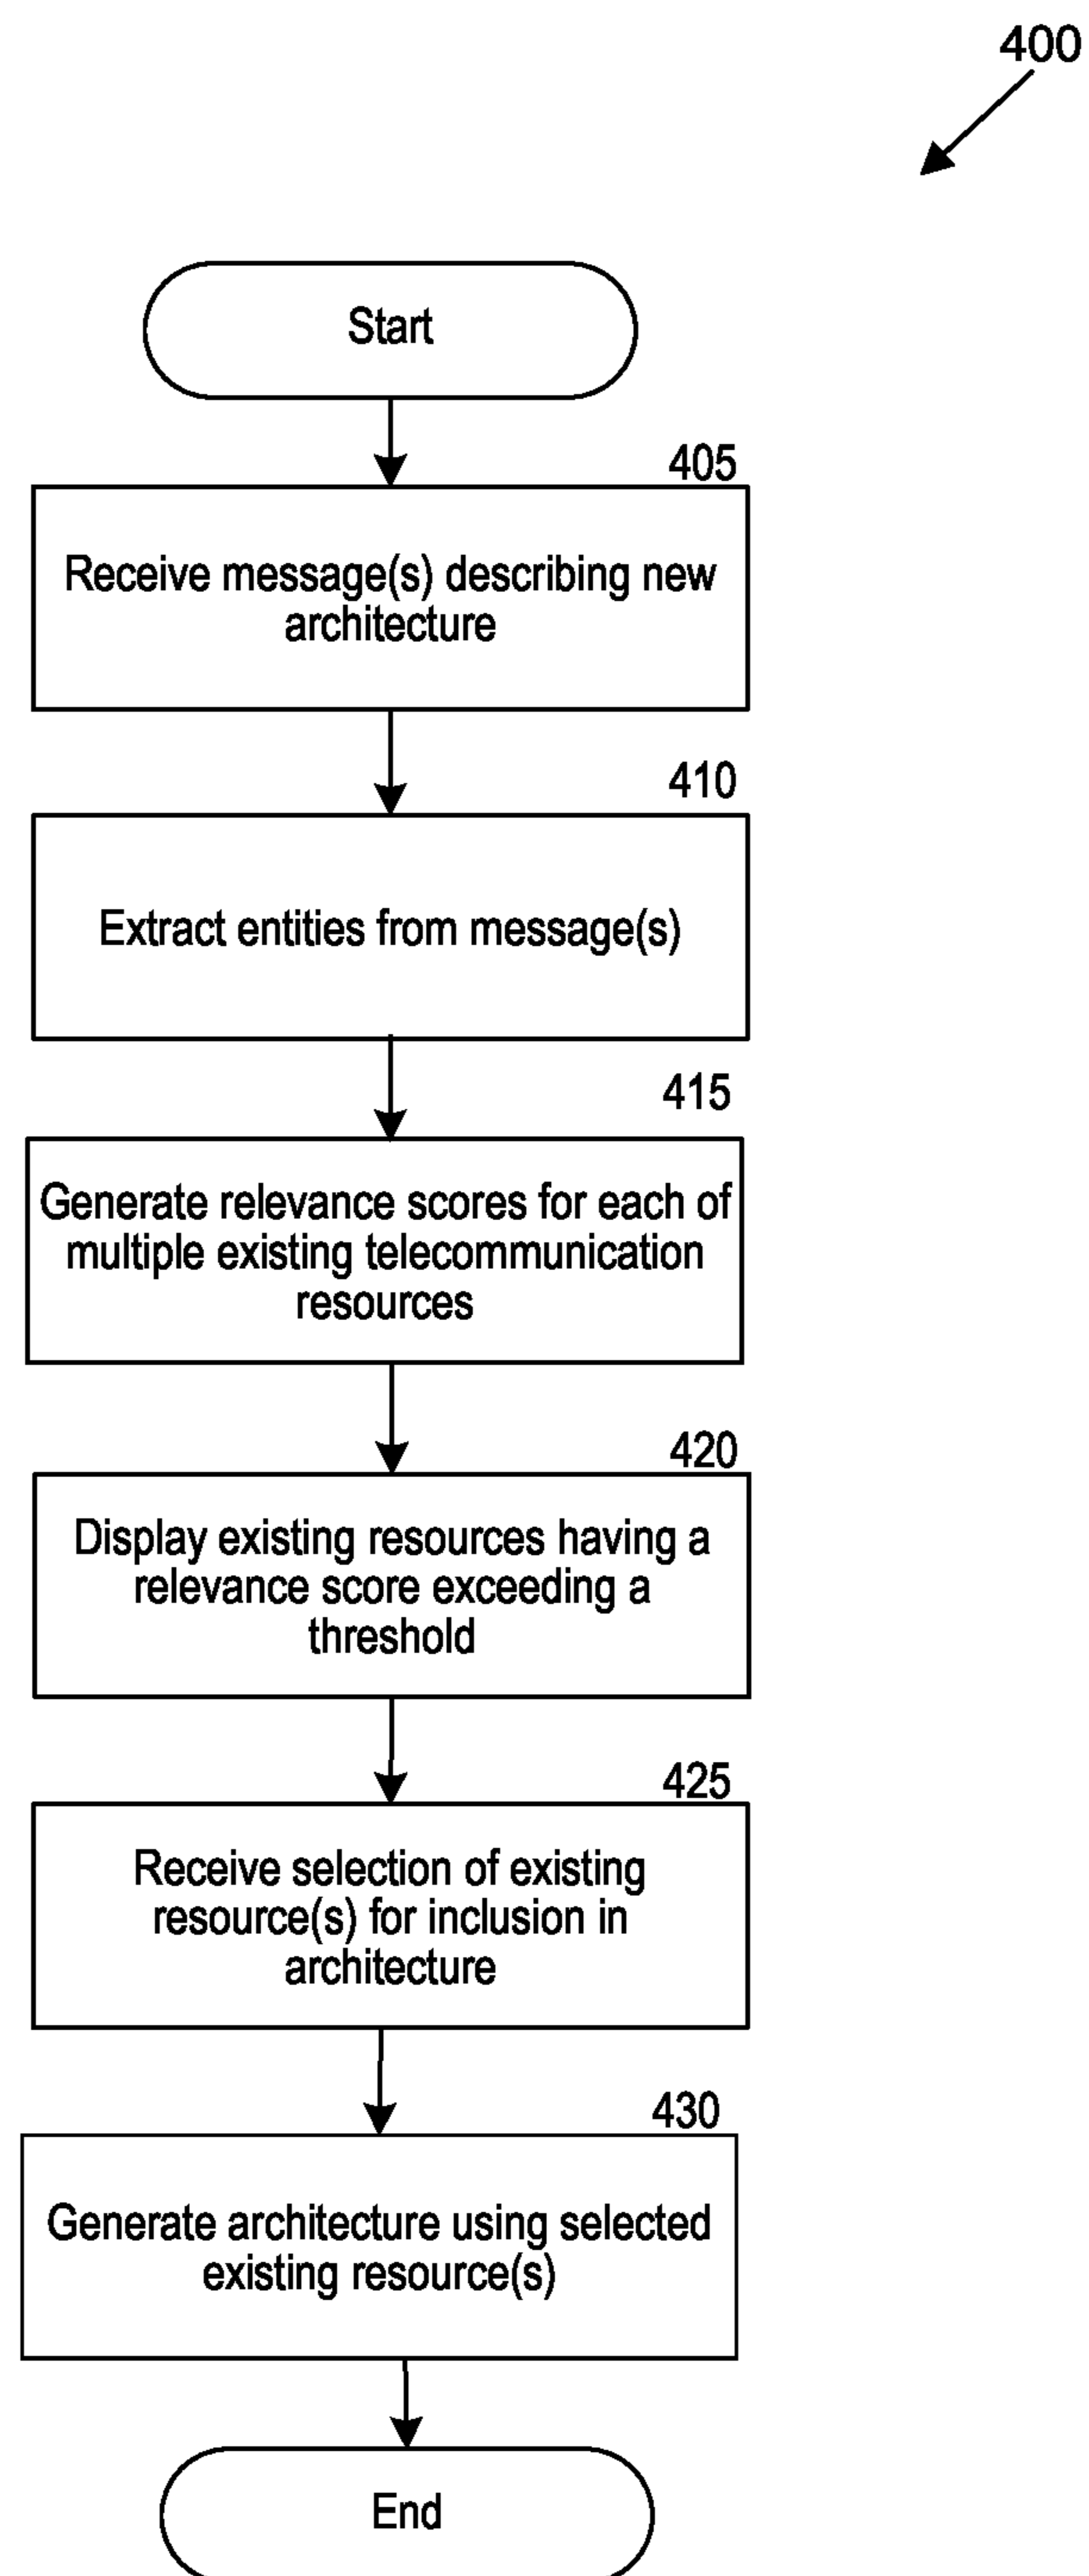 400
Start
405
Receive message(s) describing new
architecture
410
Extract entities from message(s)
415
Generate relevance scores for each of
multiple existing telecommunication
resources
420
Display existing resources having a
relevance score exceeding a
threshold
425
Receive selection of existing
resource(s) for inclusion in
architecture
430
Generate architecture using selected
existing resource(s)
End